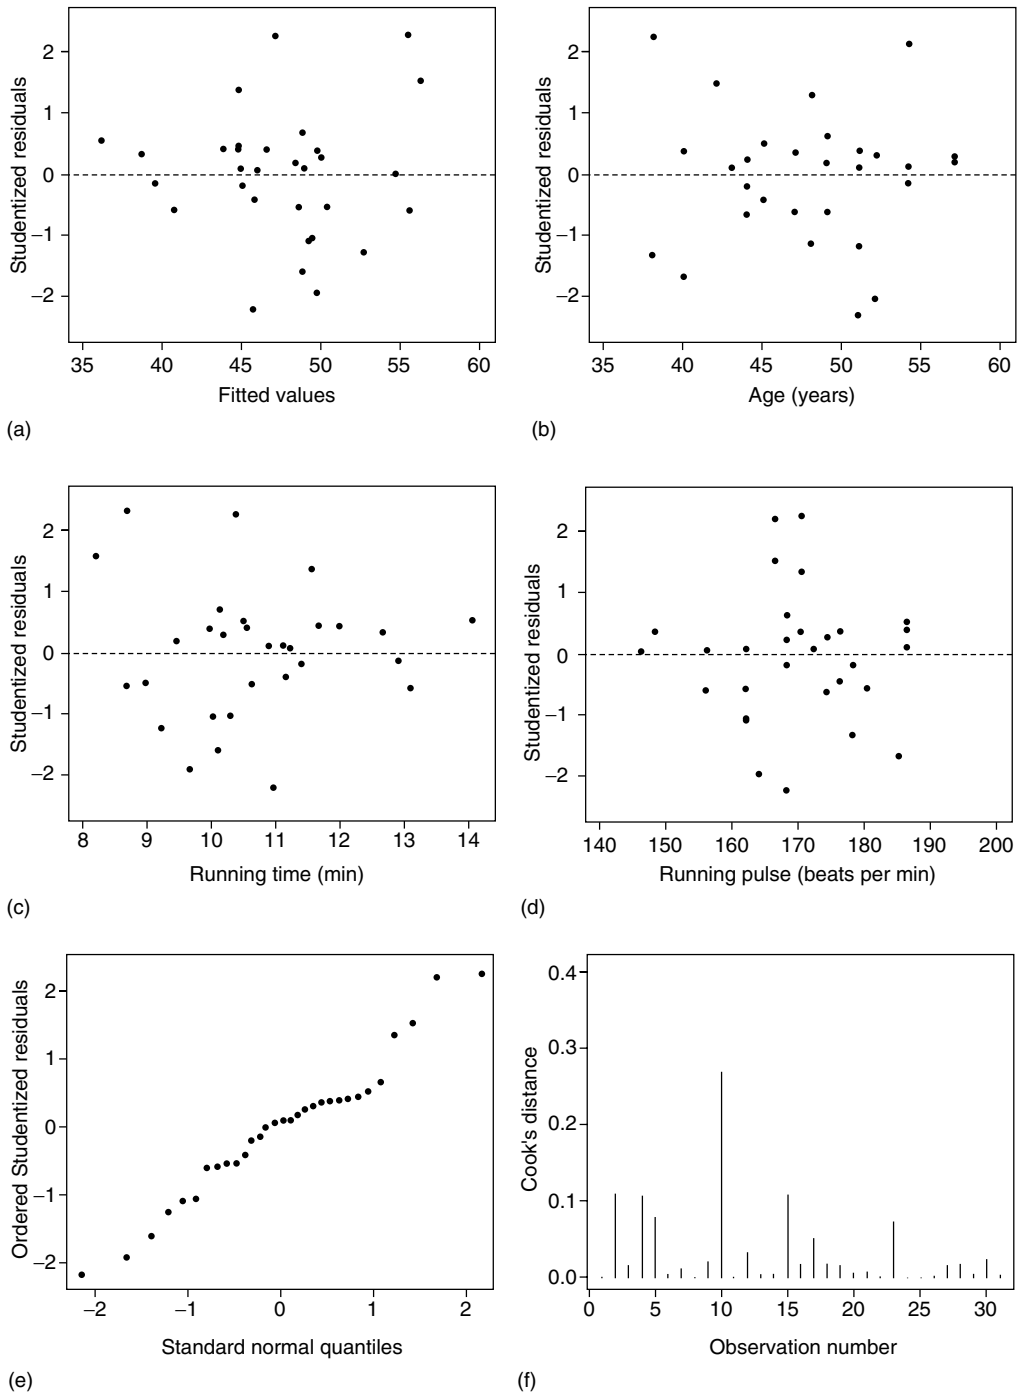 Studentized residuals
2
1
0
−1
−2
35 40 45 50 55 60
Fitted values
(a)
Studentized residuals
2
1
0
−1
−2
35 40 45 50 55 60
Age (years)
(b)
Studentized residuals
2
1
0
−1
−2
8 9 10 11 12 13 14
Running time (min)
(c)
Studentized residuals
2
1
0
−1
−2
140 150 160 170 180 190 200
Running pulse (beats per min)
(d)
Ordered Studentized residuals
2
1
0
−1
−2
−2 −1 0 1 2
Standard normal quantiles
(e)
Cook's distance
0.4
0.3
0.2
0.1
0.0
0 5 10 15 20 25 30
Observation number
(f)